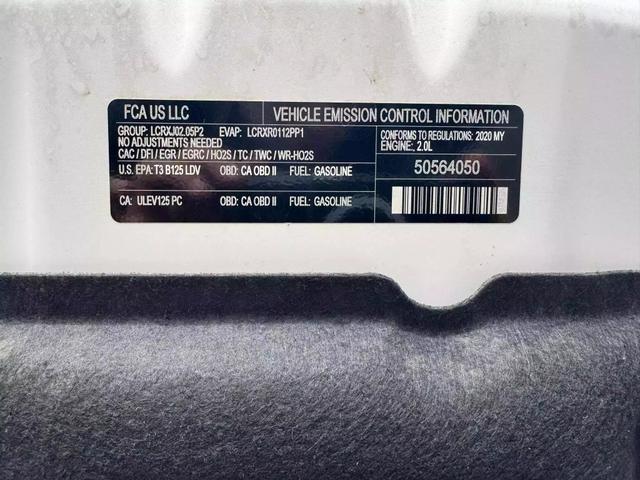 FCA US LLC
VEHICLE EMISSION CONTROL INFORMATION
GROUP: LCRXJ02.05P2 EVAP: LCRXR0112PP1
NO ADJUSTMENTS NEEDED
CAC / DFI / EGR / EGRC / HO2S / TC / TWC / WR-HO2S
CONFORMS TO REGULATIONS: 2020 MY
ENGINE:, 2.0L
U.S. EPA: T3 B125 LDV OBD: CA OBD II FUEL: GASOLINE
CA: ULEV125 PC OBD: CA OBD II FUEL: GASOLINE
50564050